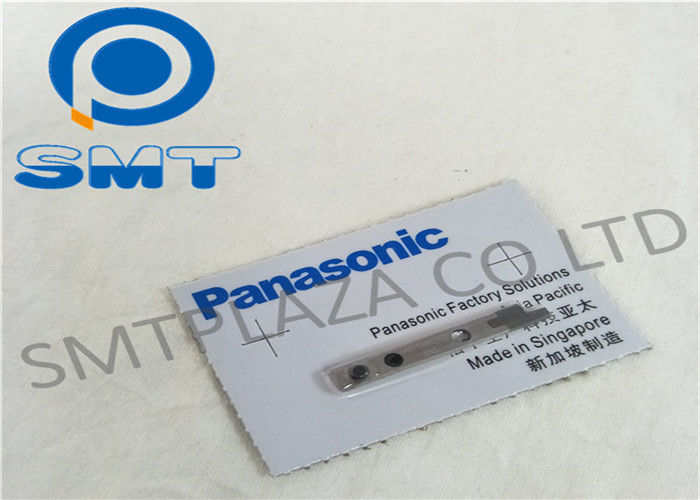 SMT
SMTPLAZA CO LTD
Panasonic
Panasonic Factory Solutions
Pacific
亚太
Made in Singapore
新加坡制造